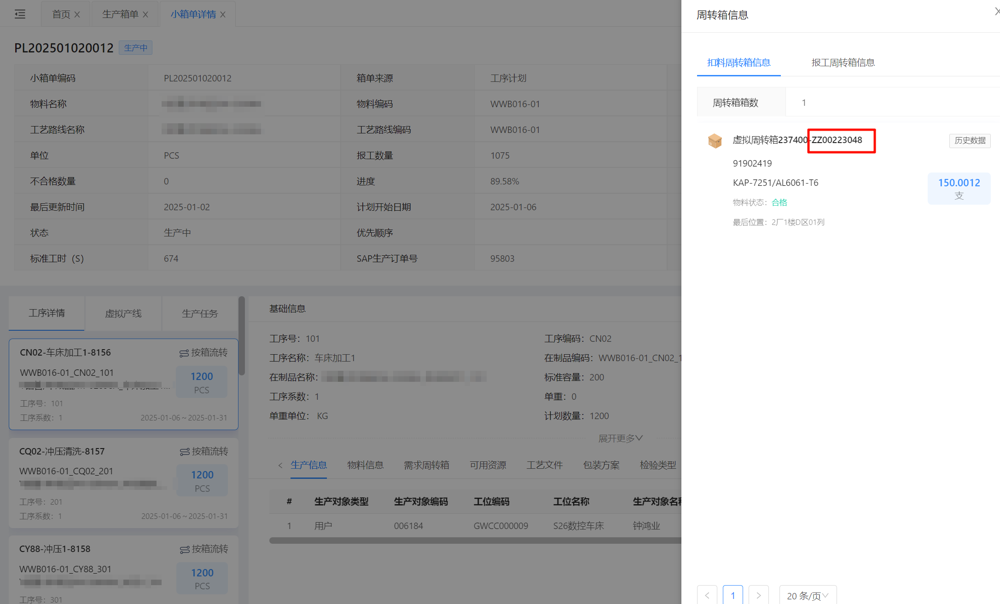 首页
生产箱单
小箱单详情
PL202501020012
生产中
小箱单编码 PL202501020012 箱单来源 工序计划
物料名称 物料编码 WWB016-01
工艺路线名称 工艺路线编码 WWB016-01
单位 PCS 报工数量 1075
不合格数量 0 进度 89.58%
最后更新时间 2025-01-02 计划开始日期 2025-01-06
状态 生产中 优先顺序
标准工时（S） 674 SAP生产订单号 95803
工序详情
虚拟产线
生产任务
CN02-车床加工1-8156
按箱流转
WWB016-01_CN02_101
1200
PCS
工序号：101
工序系数：1
2025-01-06～2025-01-31
CQ02-冲压清洗-8157
按箱流转
WWB016-01_CQ02_201
1200
PCS
工序号：201
工序系数：1
2025-01-06～2025-01-31
CY88-冲压1-8158
按箱流转
WWB016-01_CY88_301
1200
PCS
工序号：301
基础信息
工序号：101
工序编码：CN02
工序名称：车床加工1
在制品编码：WWB016-01_CN02_1
在制品名称：
标准容量：200
工序系数：1
单重：0
单重单位： KG
计划数量：1200
展开更多
生产信息
物料信息
需求周转箱
可用资源
工艺文件
包装方案
检验类型
# 生产对象类型 生产对象编码 工位编码 工位名称 生产对象名
1 用户 006184 GWCC000009 S26数控车床 钟鸿业
周转箱信息
扣料周转箱信息
报工周转箱信息
周转箱箱数 1
虚拟周转箱237400-ZZ00223048
历史数据
91902419
KAP-7251/AL6061-T6
150.0012
支
物料状态：合格
最后位置：2厂1楼D区01列
1
20 条/页